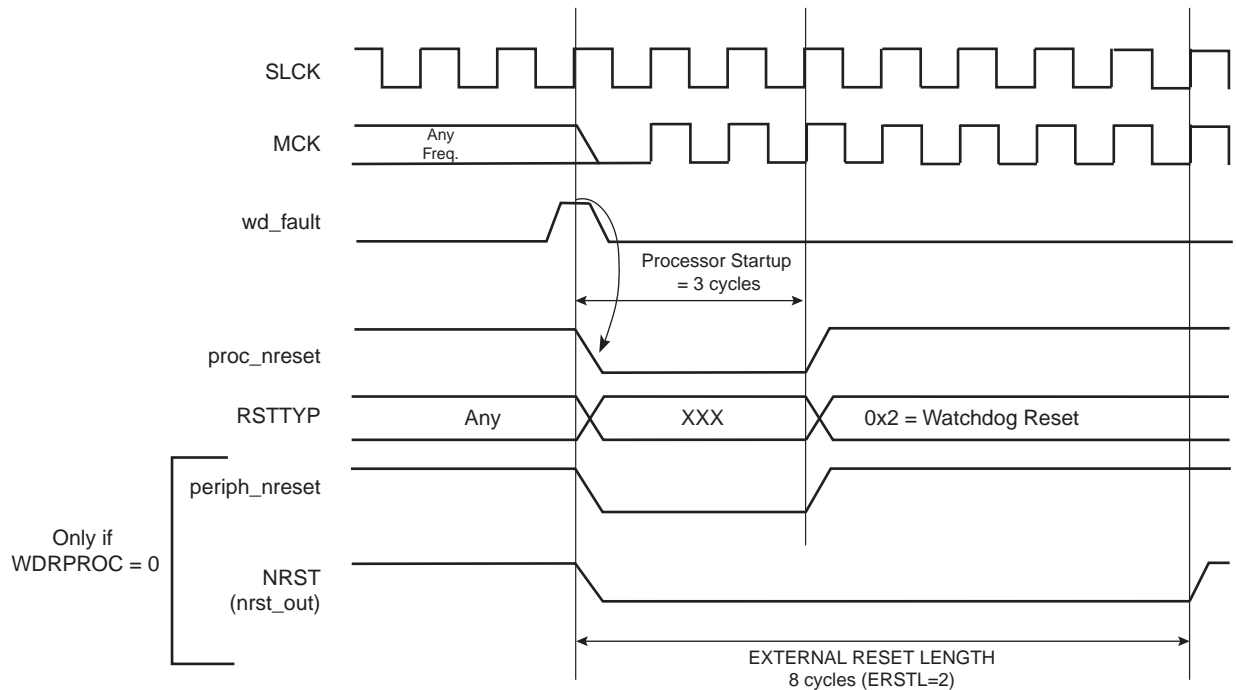 SLCK
MCK
Any
Freq.
wd_fault
Processor Startup
= 3 cycles
proc_nreset
RSTTYP
Any
XXX
0x2 = Watchdog Reset
periph_nreset
Only if
WDRPROC = 0
NRST
(nrst_out)
EXTERNAL RESET LENGTH
8 cycles (ERSTL=2)